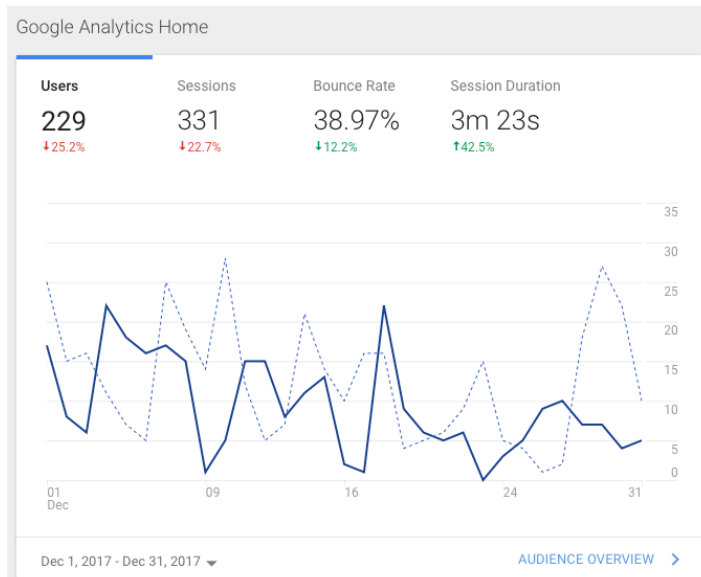 Google Analytics Home
Users Sessions Bounce Rate Session Duration
229 331 38.97% 3m 23s
↓25.2% ↓22.7% ↓12.2% ↑42.5%
35
30
25
20
15
10
5
0
01 09 16 24 31
Dec
Dec 1, 2017 - Dec 31, 2017 AUDIENCE OVERVIEW